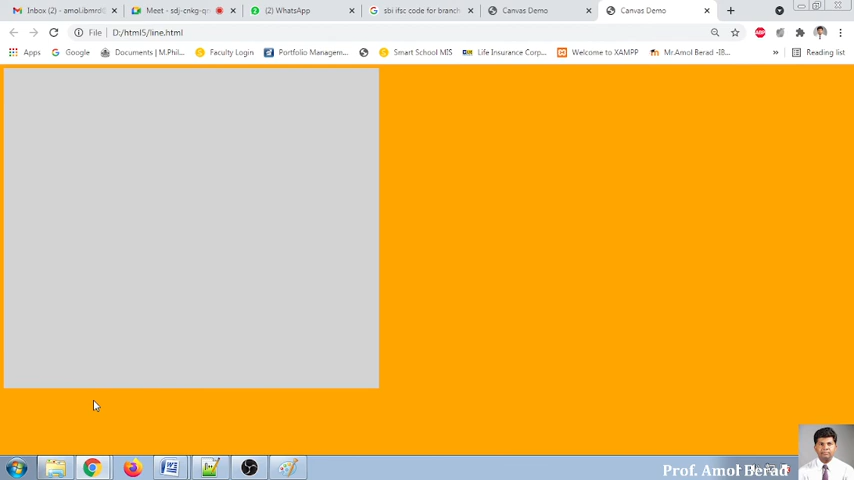 Inbox (2) - amol.ibmrd
Meet - sdj-cnkg-q
(2) WhatsApp
sbi ifsc code for branch
Canvas Demo
Canvas Demo
File | D:/html5/line.html
Apps
Google
Documents | M.Phil...
Faculty Login
Portfolio Managem...
Smart School MIS
Life Insurance Corp...
Welcome to XAMPP
Mr.Amol Berad -IB...
»
Reading list
Prof. Amol Berad